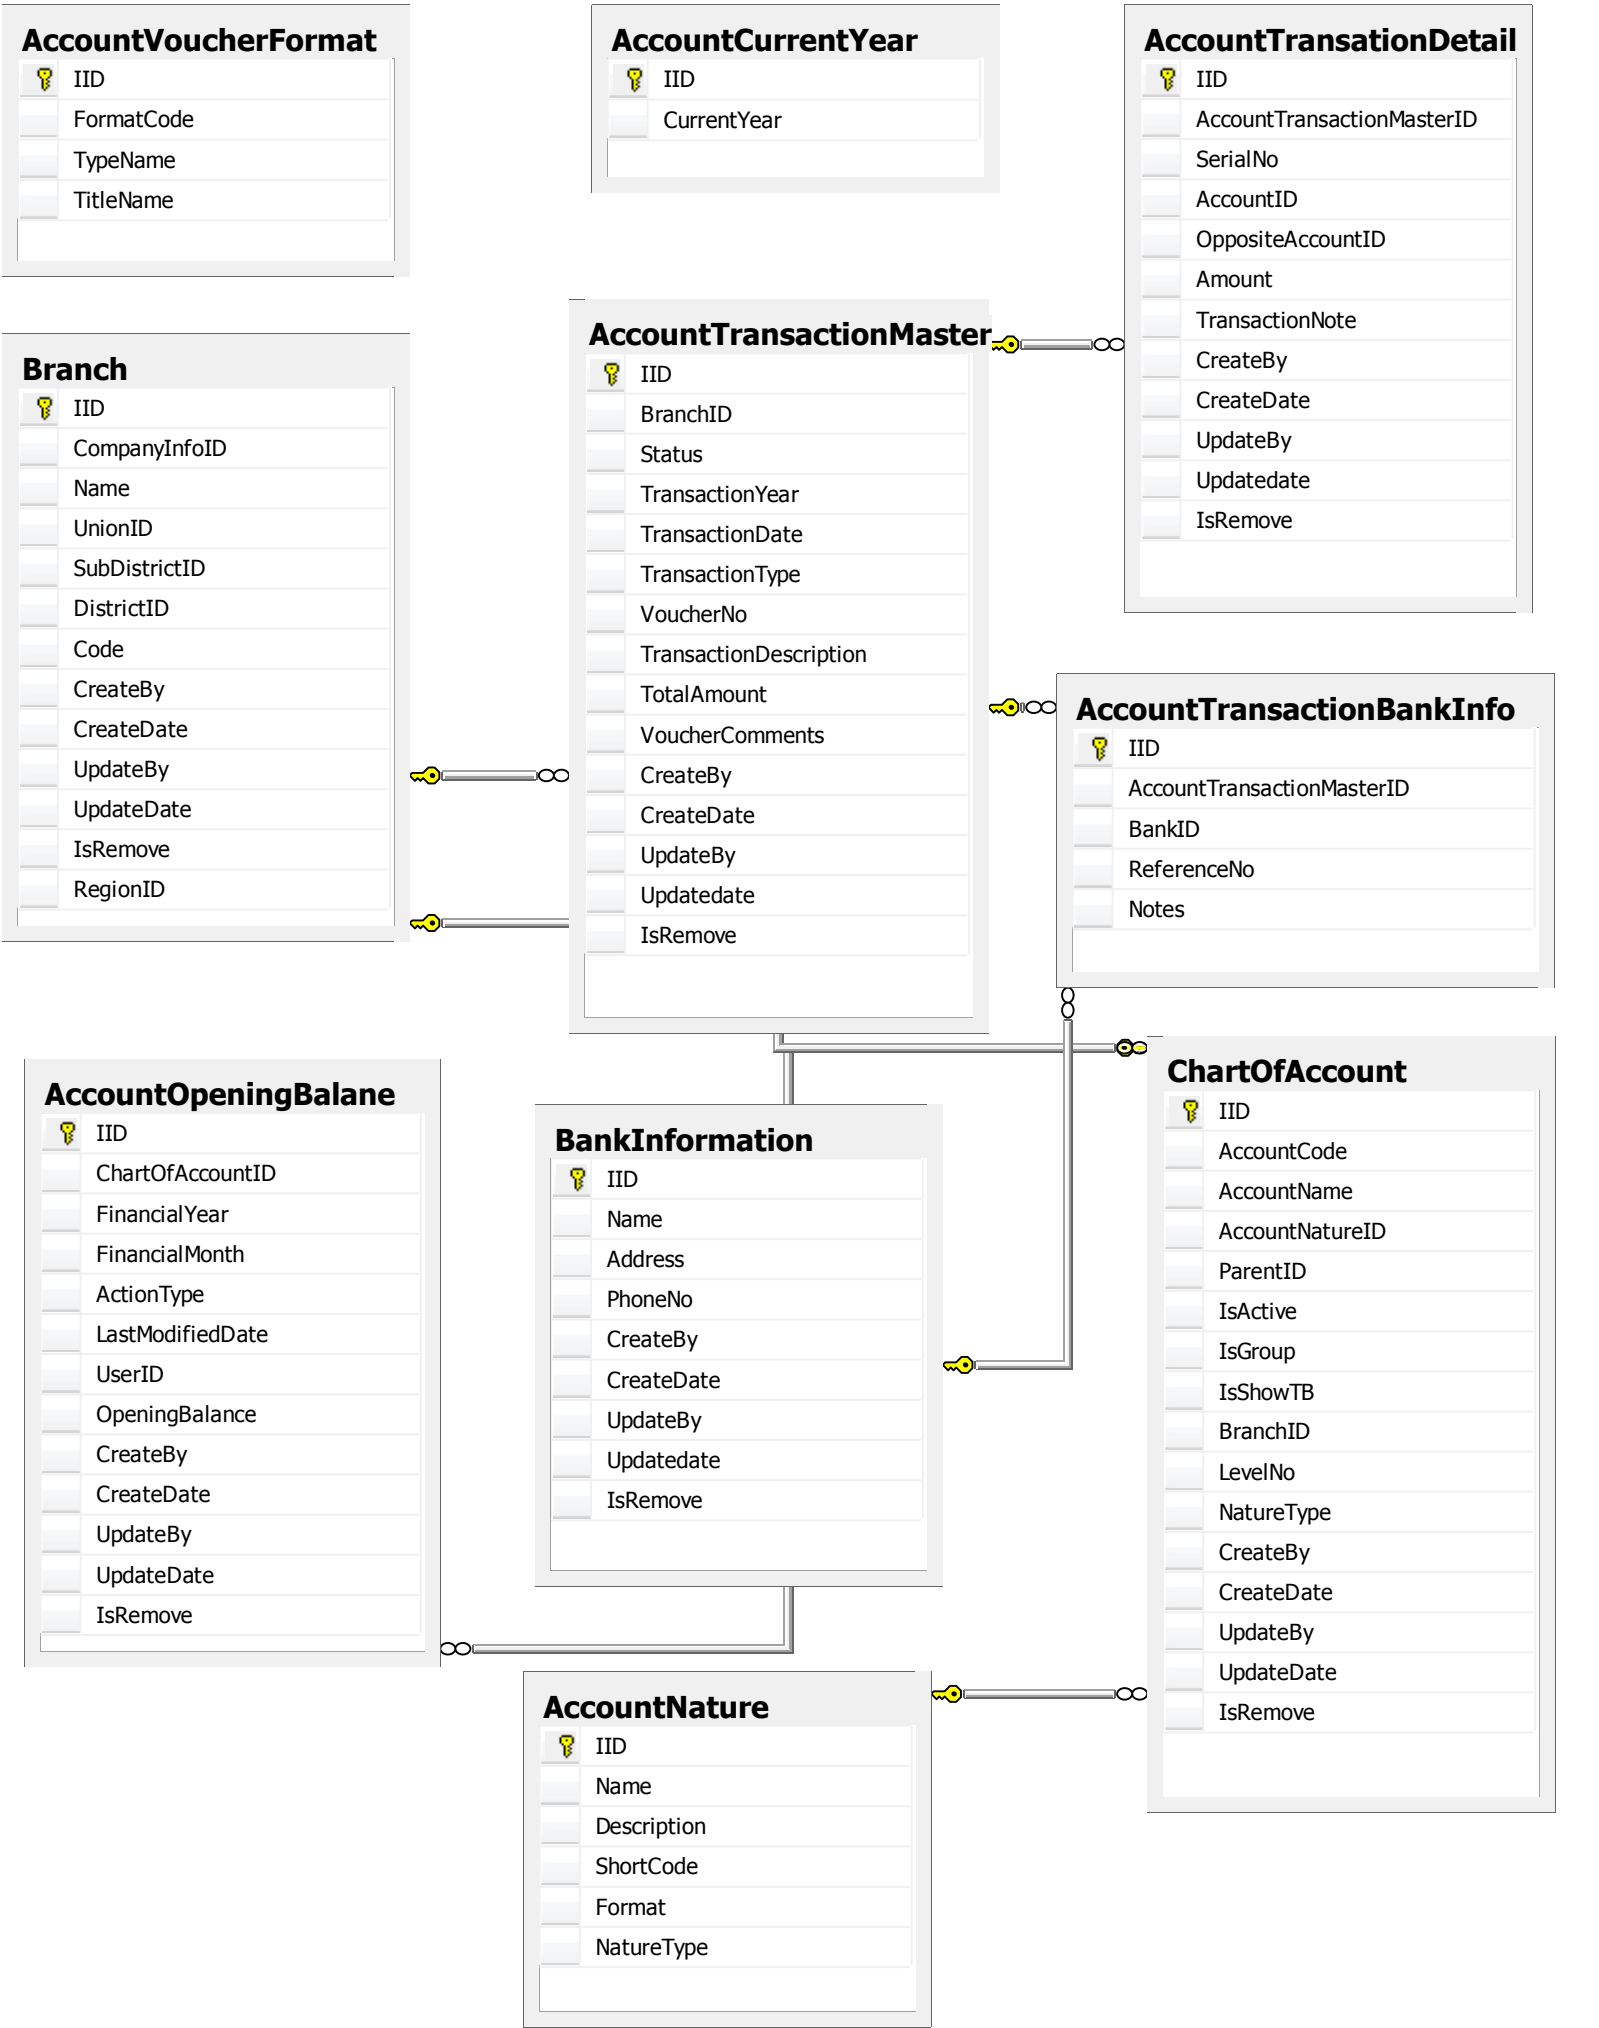 AccountVoucherFormat
IID
FormatCode
TypeName
TitleName
AccountCurrentYear
IID
CurrentYear
AccountTransationDetail
IID
AccountTransactionMasterID
SerialNo
AccountID
OppositeAccountID
Amount
TransactionNote
CreateBy
CreateDate
UpdateBy
Updatedate
IsRemove
Branch
IID
CompanyInfoID
Name
UnionID
SubDistrictID
DistrictID
Code
CreateBy
CreateDate
UpdateBy
UpdateDate
IsRemove
RegionID
AccountTransactionMaster
IID
BranchID
Status
TransactionYear
TransactionDate
TransactionType
VoucherNo
TransactionDescription
TotalAmount
VoucherComments
CreateBy
CreateDate
UpdateBy
Updatedate
IsRemove
AccountTransactionBankInfo
IID
AccountTransactionMasterID
BankID
ReferenceNo
Notes
AccountOpeningBalane
IID
ChartOfAccountID
FinancialYear
FinancialMonth
ActionType
LastModifiedDate
UserID
OpeningBalance
CreateBy
CreateDate
UpdateBy
UpdateDate
IsRemove
BankInformation
IID
Name
Address
PhoneNo
CreateBy
CreateDate
UpdateBy
Updatedate
IsRemove
ChartOfAccount
IID
AccountCode
AccountName
AccountNatureID
ParentID
IsActive
IsGroup
IsShowTB
BranchID
LevelNo
NatureType
CreateBy
CreateDate
UpdateBy
UpdateDate
IsRemove
AccountNature
IID
Name
Description
ShortCode
Format
NatureType